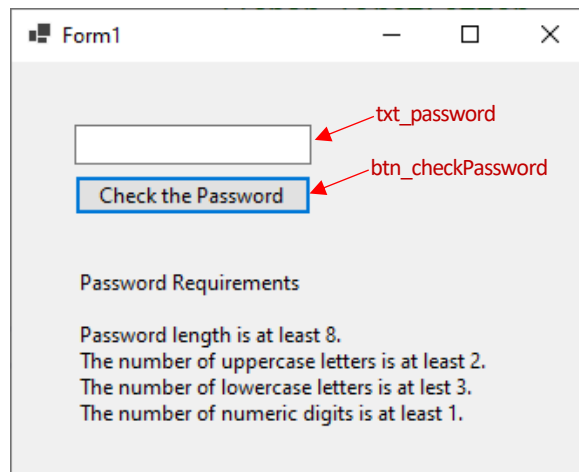 Form1
txt_password
btn_checkPassword
Check the Password
Password Requirements
Password length is at least 8.
The number of uppercase letters is at least 2.
The number of lowercase letters is at lest 3.
The number of numeric digits is at least 1.